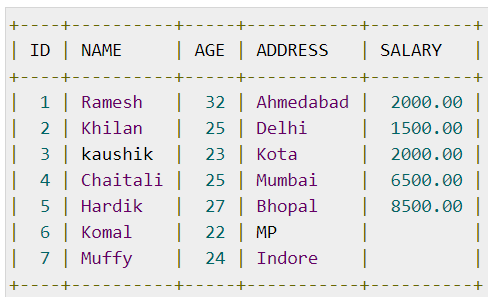 +----+----------+-----+-----------+----------+
| ID | NAME     | AGE | ADDRESS   | SALARY   |
+----+----------+-----+-----------+----------+
|  1 | Ramesh   |  32 | Ahmedabad |  2000.00 |
|  2 | Khilan   |  25 | Delhi     |  1500.00 |
|  3 | kaushik  |  23 | Kota      |  2000.00 |
|  4 | Chaitali |  25 | Mumbai    |  6500.00 |
|  5 | Hardik   |  27 | Bhopal    |  8500.00 |
|  6 | Komal    |  22 | MP        |          |
|  7 | Muffy    |  24 | Indore    |          |
+----+----------+-----+-----------+----------+